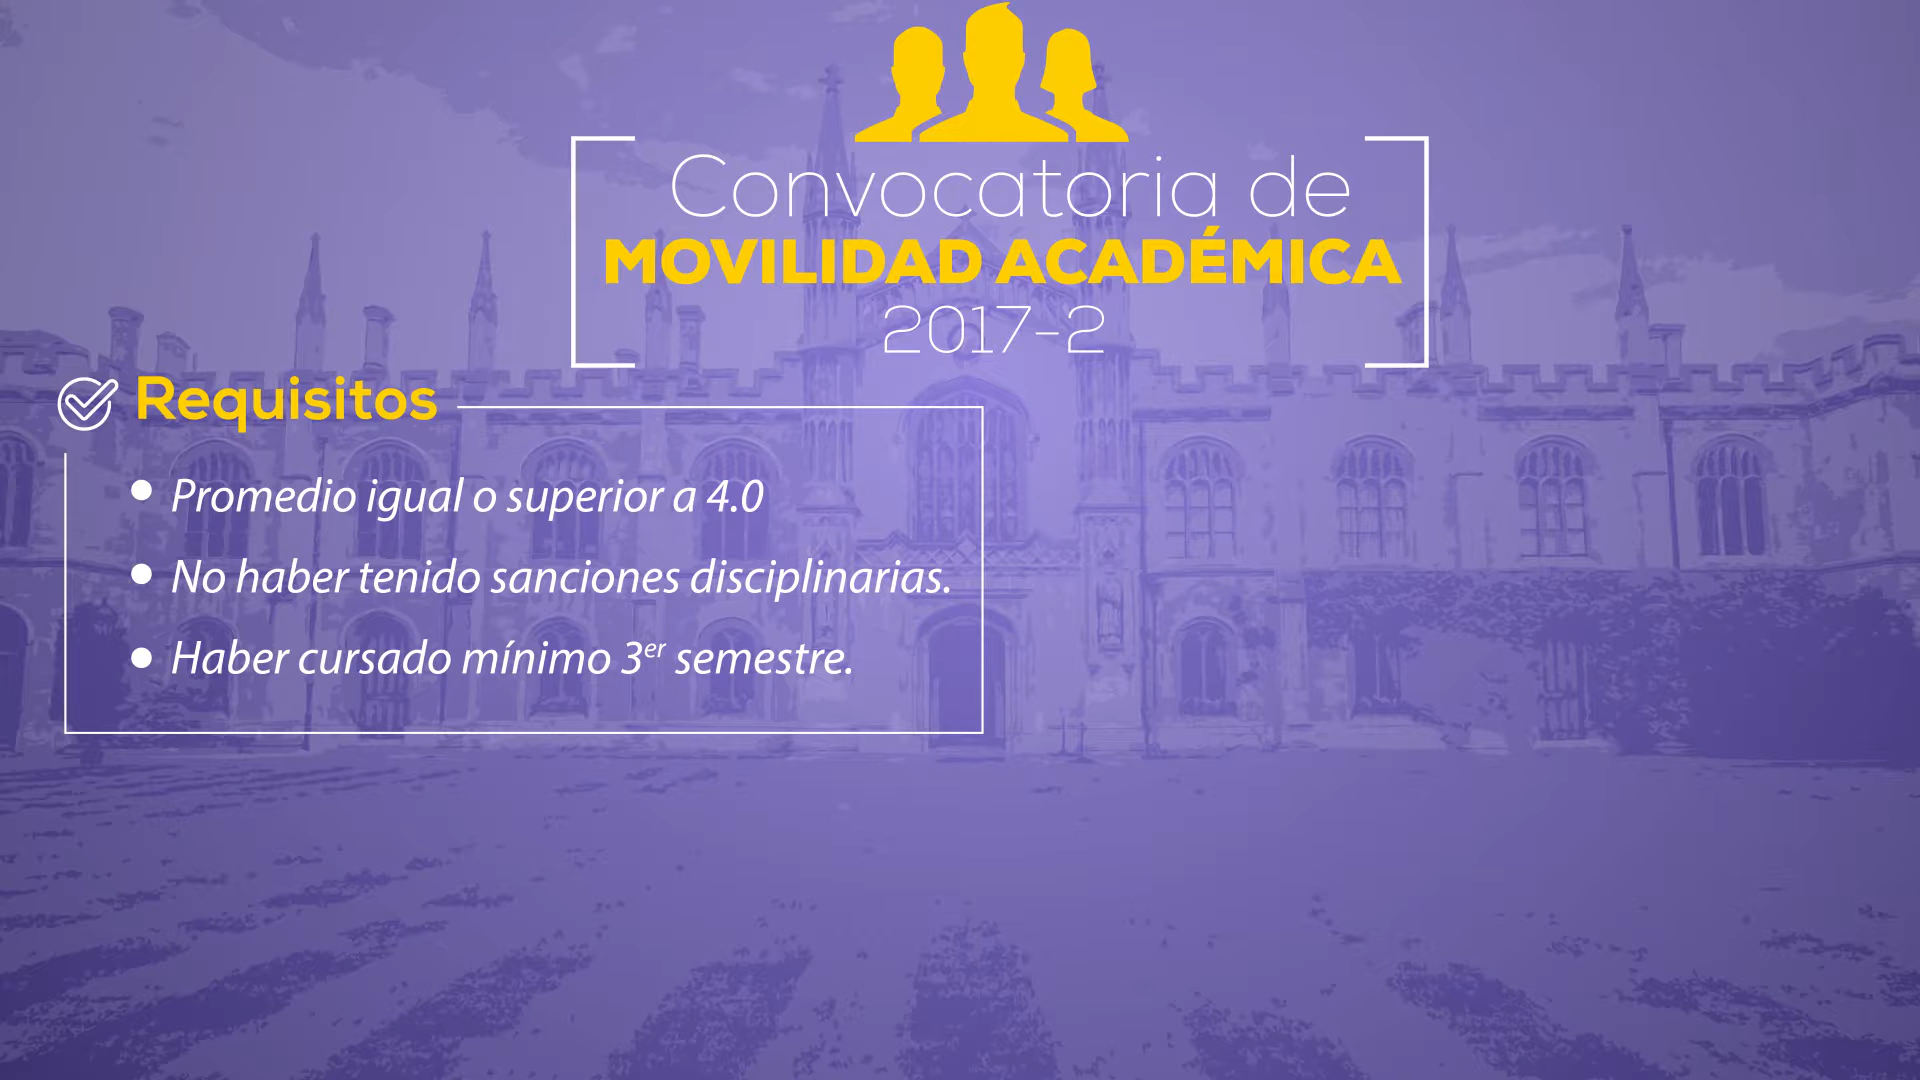 Convocatoria de
MOVILIDAD ACADÉMICA
2017-2
Requisitos
Promedio igual o superior a 4.0
No haber tenido sanciones disciplinarias.
Haber cursado mínimo 3er semestre.